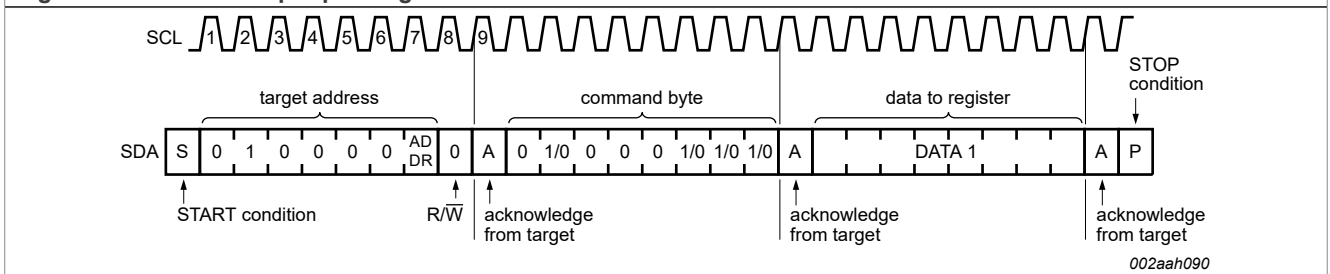 SCL 1 2 3 4 5 6 7 8 9
STOP
condition
target address command byte data to register
SDA S 0 1 0 0 0 0 AD DR 0 A 0 1/0 0 0 0 1/0 1/0 1/0 A DATA 1 A P
START condition R/W acknowledge from target acknowledge from target acknowledge from target
002aah090